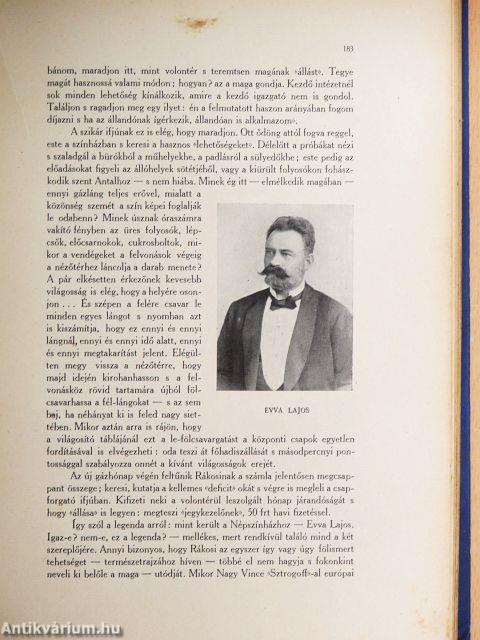 183
bánom, maradjon itt, mint volontér s teremtsen magának «állást». Tegye
magát hasznossá valami módon; hogyan? az a maga gondja. Kezdő intézetnél
sok minden lehetőség kínálkozik, amire a kezdő igazgató nem is gondol.
Találjon s ragadjon meg egy ilyet: én a felmutatott haszon arányában fogom
díjazni s ha az állandónak ígérkezik, állandóan is alkalmazom».
A szikár ifjúnak ez is elég, hogy maradjon. Ott ődöng attól fogva reggel,
este a színházban s keresi a hasznos «lehetőségeket». Délelőtt a próbákat nézi
s szaladgál a bürókból a műhelyekbe, a padlásról a sülyedőkbe; este pedig az
előadásokat figyeli az állóhelyek sötétjéből, vagy a kiürült folyosókon fohász-
kodik szent Antalhoz — s nem hiába. Minek ég itt — elmélkedik magában —
ennyi gázláng teljes erővel, mialatt a
közönség szemét a szín képei foglalják
le odabenn? Minek úsznak óraszámra
vakító fényben az üres folyosók, lép-
csők, előcsarnokok, cukrosboltok, mi-
kor a vendégeket a felvonások végeig
a nézőtérhez láncolja a darab menete?
A pár elkésetten érkezőnek kevesebb
világosság is elég, hogy a helyére oson-
jon . . . És szépen a felére csavar le
minden egyes lángot s nyomban azt
is kiszámítja, hogy ez ennyi és ennyi
lángnál, ennyi és ennyi idő alatt, ennyi
és ennyi megtakarítást jelent. Elégül-
ten megy vissza a nézőtérre, hogy
majd idején kirohanhasson s a fel-
vonásköz rövid tartamára újból föl-
csavarhassa a fél-lángokat — s az sem
baj, ha néhányat ki is feled nagy siet-
tében. Mikor aztán arra is rájön, hogy
EVVA LAJOS
a világosító táblájánál ezt a le-fölcsavargatást a központi csapok egyetlen
fordításával is elvégezheti: oda teszi át főhadiszállását s másodpercnyi pon-
tossággal szabályozza onnét a kívánt világosságok erejét.
Az új gázhónap végén feltűnik Rákosinak a számla jelentősen megcsap-
pant összege; keresi, kutatja a kellemes «deficit» okát s végre is megleli a csap-
forgató ifjúban. Kifizeti neki a volontérül leszolgált hónap járandóságát s
hogy «állása» is legyen: megteszi «jegykezelőnek», 50 frt havi fizetéssel.
Így szól a legenda arról: mint került a Népszínházhoz — Evva Lajos.
Igaz-e? nem-e, ez a legenda? — mellékes, mert rendkívül találó mind a két
szereplőjére. Annyi bizonyos, hogy Rákosi az egyszer így vagy úgy fölismert
tehetséget — természetrajzához híven — többé el nem hagyja s fokonkint
neveli ki belőle a maga — utódját. Mikor Nagy Vince «Sztrogoff»-al európai
Antikvárium.hu